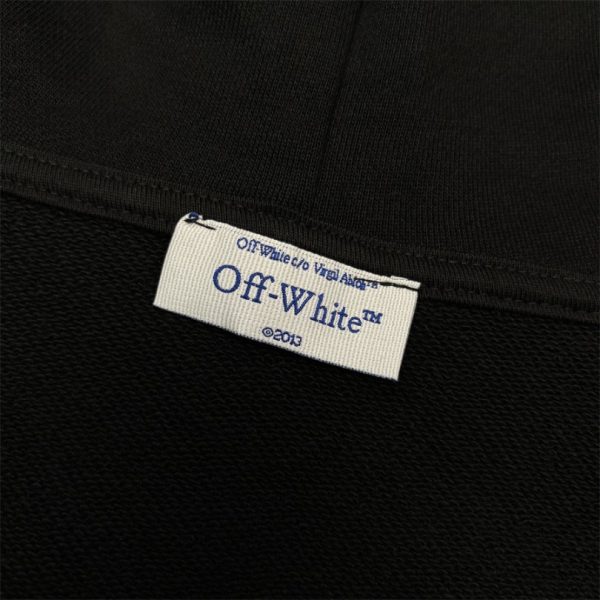 Off-White c/o Virgil Abloh™
Off-White™
©2013